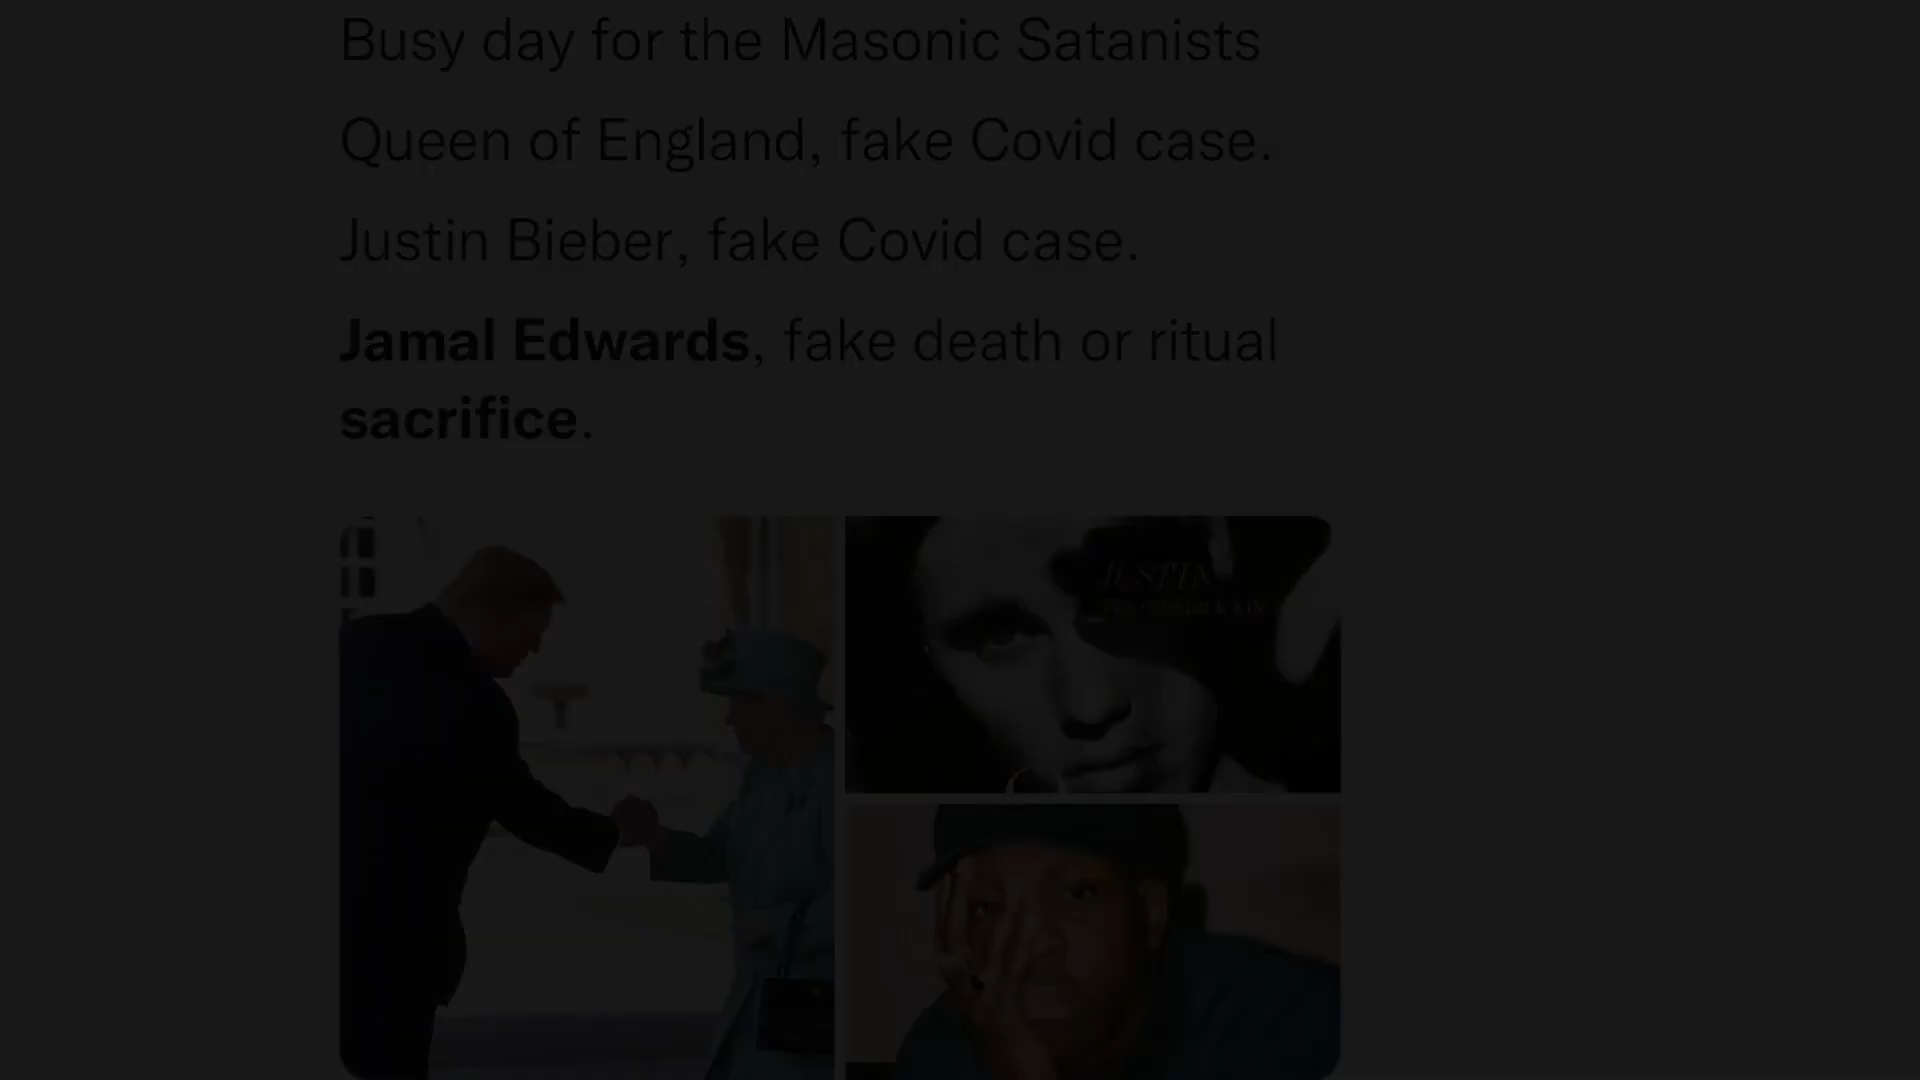 Busy day for the Masonic Satanists
Queen of England, fake Covid case.
Justin Bieber, fake Covid case.
Jamal Edwards, fake death or ritual
sacrifice.
JUSTIN